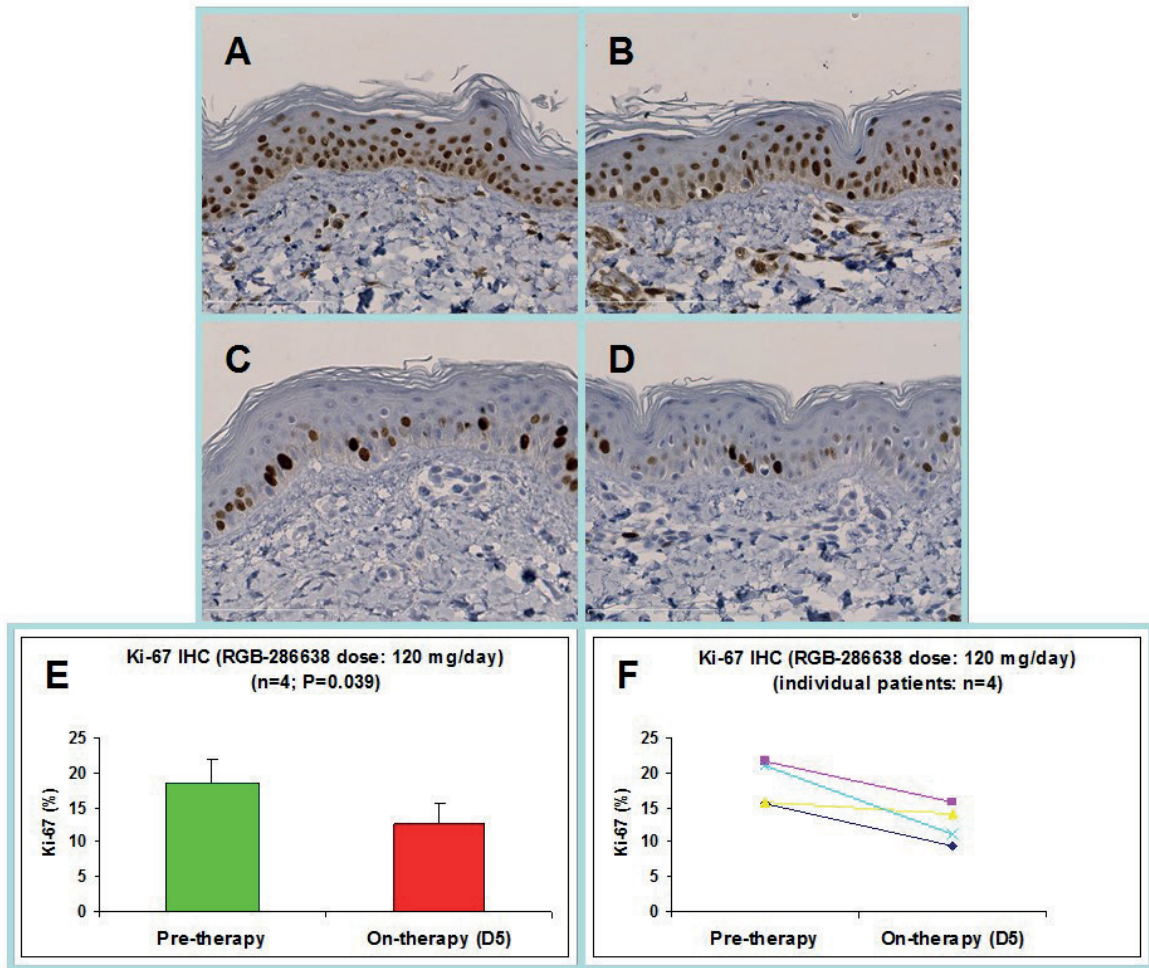 A
B
C
D
E
Ki-67 IHC (RGB-286638 dose: 120 mg/day)
(n=4; P=0.039)
Ki-67 (%)
25
20
15
10
5
0
Pre-therapy
On-therapy (D5)
F
Ki-67 IHC (RGB-286638 dose: 120 mg/day)
(individual patients: n=4)
Ki-67 (%)
25
20
15
10
5
0
Pre-therapy
On-therapy (D5)